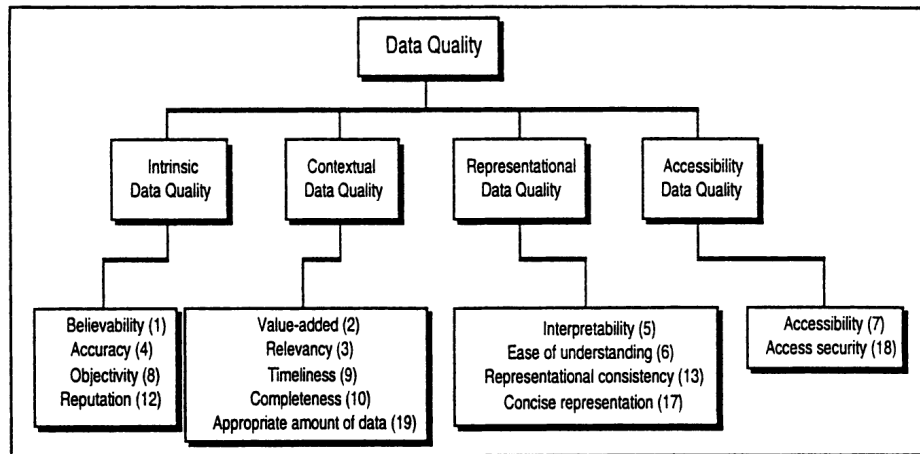 Data Quality
Intrinsic
Data Quality
Contextual
Data Quality
Representational
Data Quality
Accessibility
Data Quality
Believability (1)
Accuracy (4)
Objectivity (8)
Reputation (12)
Value-added (2)
Relevancy (3)
Timeliness (9)
Completeness (10)
Appropriate amount of data (19)
Interpretability (5)
Ease of understanding (6)
Representational consistency (13)
Concise representation (17)
Accessibility (7)
Access security (18)